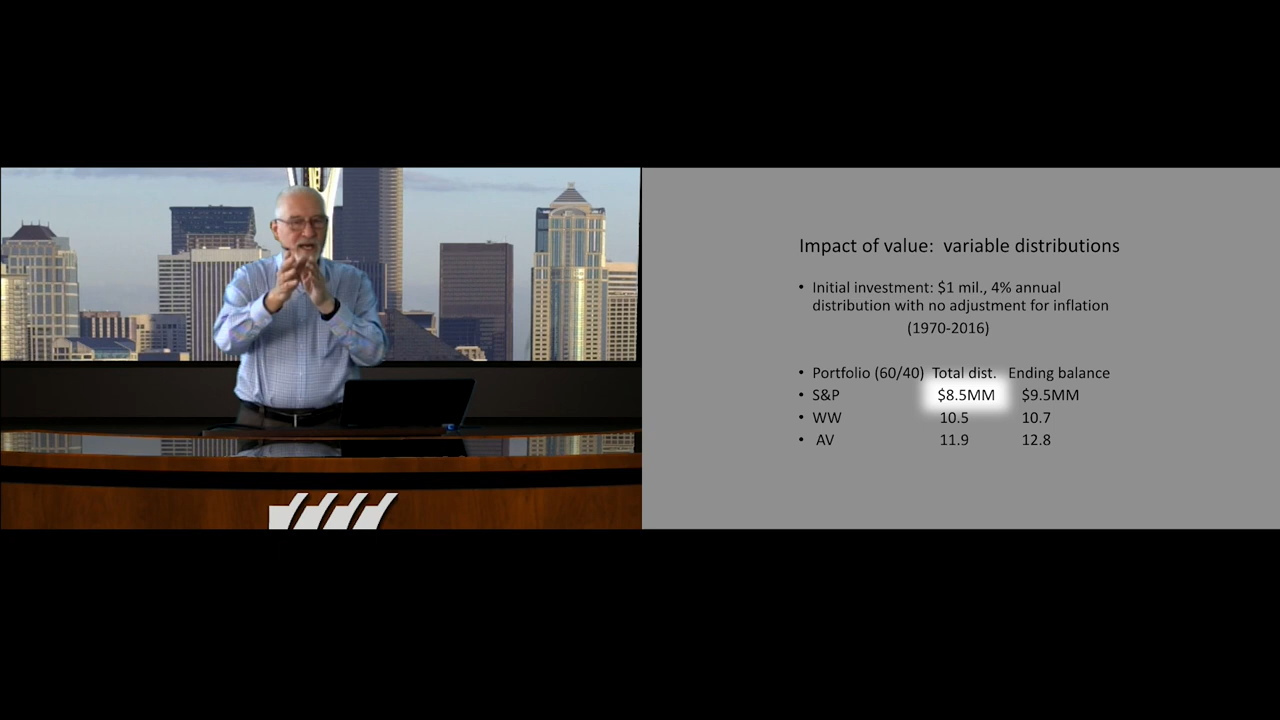 Impact of value:  variable distributions
• Initial investment: $1 mil., 4% annual
distribution with no adjustment for inflation
(1970-2016)
• Portfolio (60/40)  Total dist.   Ending balance
• S&P $8.5MM $9.5MM
• WW 10.5 10.7
• AV 11.9 12.8